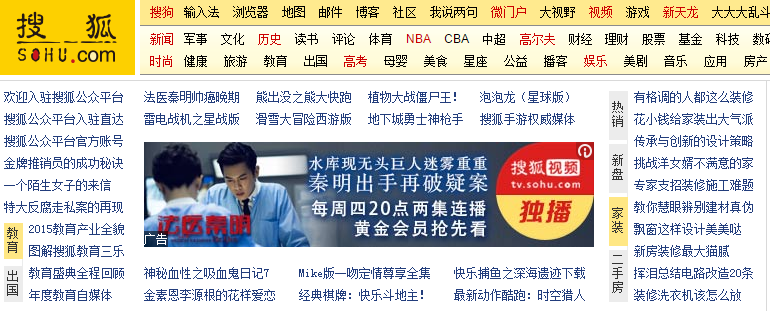 搜狐
SOHU.com
搜狗 输入法 浏览器 地图 邮件 博客 社区 我说两句 微门户 大视野 视频 游戏 新天龙 大大大乱斗
新闻 军事 文化 历史 读书 评论 体育 NBA CBA 中超 高尔夫 财经 理财 股票 基金 科技 数码
时尚 健康 旅游 教育 出国 高考 母婴 美食 星座 公益 播客 娱乐 美剧 音乐 应用 房产
欢迎入驻搜狐公众平台
搜狐公众平台入驻直达
搜狐公众平台官方账号
金牌推销员的成功秘诀
一个陌生女子的来信
特大反腐走私案的再现
教育
2015教育产业全貌
图解搜狐教育三乐
出国
教育盛典全程回顾
年度教育自媒体
法医秦明帅癌晚期 熊出没之熊大快跑 植物大战僵尸王! 泡泡龙(星球版)
雷电战机之星战版 滑雪大冒险西游版 地下城勇士神枪手 搜狐手游权威媒体
水库现无头巨人迷雾重重
秦明出手再破疑案
每周四20点两集连播
黄金会员抢先看
法医秦明
广告
搜狐视频
tv.sohu.com
独播
神秘血性之吸血鬼日记7 Mike版一吻定情尊享全集 快乐捕鱼之深海遗迹下载
金素恩李源根的花样爱恋 经典棋牌:快乐斗地主! 最新动作酷跑:时空猎人
热销
有格调的人都这么装修
花小钱给家装出大气派
传承与创新的设计策略
新盘
挑战洋女婿不满意的家
专家支招装修施工难题
家装
教你慧眼辨别建材真伪
飘窗这样设计美美哒
新房装修最大猫腻
二手房
挥泪总结电路改造20条
装修洗衣机该怎么放